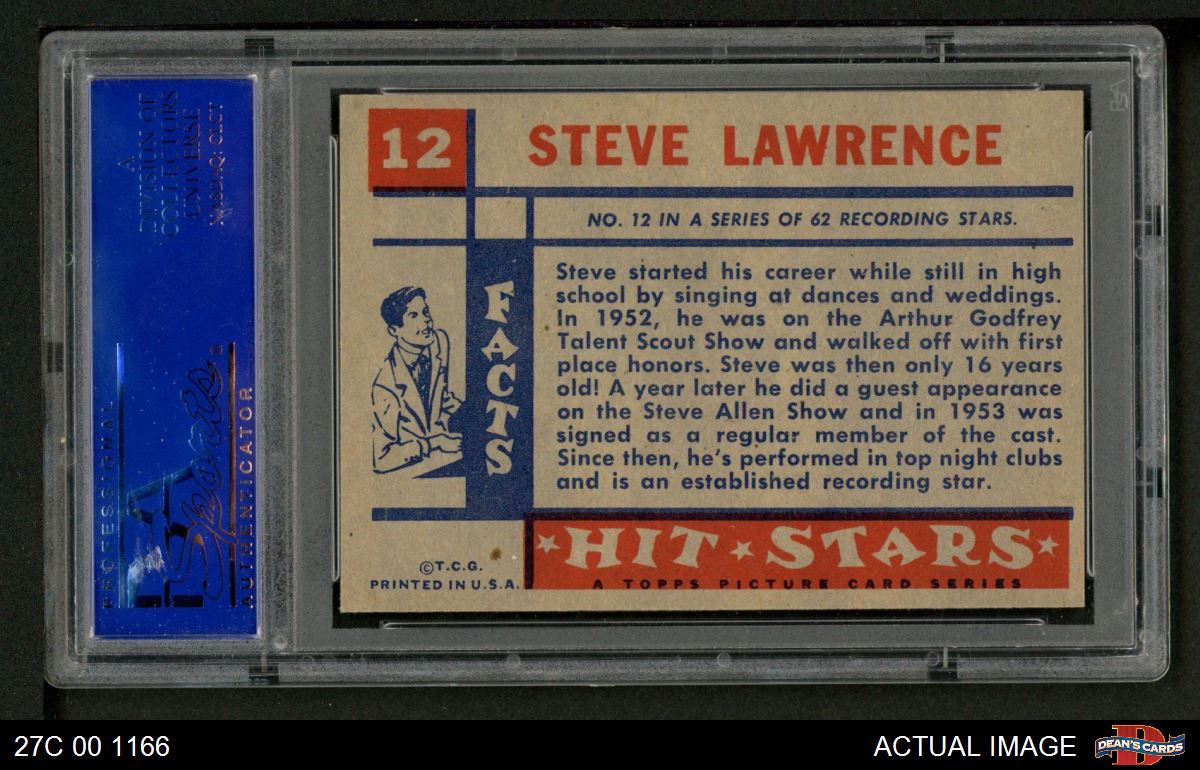 A
DIVISION OF
COLLECTORS
UNIVERSE
NASDAQ: CLCT
PROFESSIONAL
Sports
AUTHENTICATOR
12
STEVE LAWRENCE
NO. 12 IN A SERIES OF 62 RECORDING STARS.
FACTS
Steve started his career while still in high
school by singing at dances and weddings.
In 1952, he was on the Arthur Godfrey
Talent Scout Show and walked off with first
place honors. Steve was then only 16 years
old! A year later he did a guest appearance
on the Steve Allen Show and in 1953 was
signed as a regular member of the cast.
Since then, he's performed in top night clubs
and is an established recording star.
©T.C.G.
PRINTED IN U.S.A.
HIT STARS
A TOPPS PICTURE CARD SERIES
27C 00 1166
ACTUAL IMAGE
DEAN'S CARDS